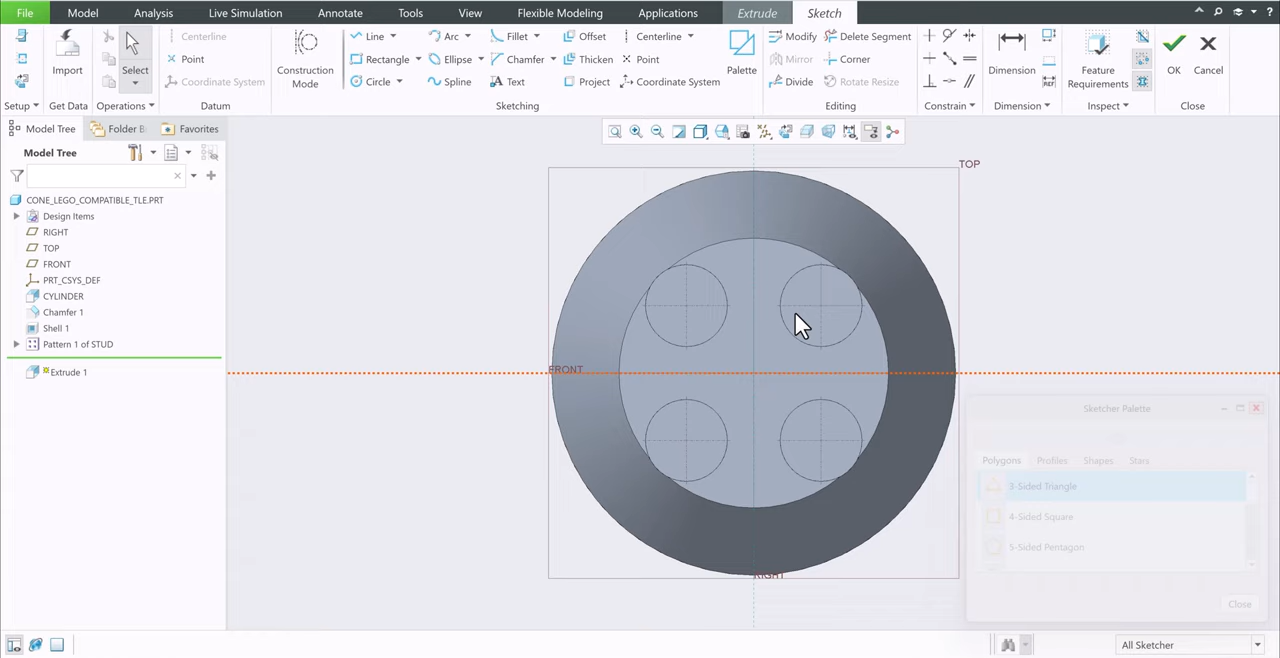 File Model Analysis Live Simulation Annotate Tools View Flexible Modeling Applications Extrude Sketch
Centerline Line Arc Fillet Offset Centerline Modify Delete Segment
Import Select Point Construction Mode Rectangle Ellipse Chamfer Thicken Point Palette Mirror Corner Dimension REF Feature Requirements OK Cancel
Coordinate System Circle Spline Text Project Coordinate System Divide Rotate Resize
Setup Get Data Operations Datum Sketching Editing Constrain Dimension Inspect Close
Model Tree Folder B Favorites
Model Tree
CONE_LEGO_COMPATIBLE_TLE.PRT
Design Items
RIGHT
TOP
FRONT
PRT_CSYS_DEF
CYLINDER
Chamfer 1
Shell 1
Pattern 1 of STUD
Extrude 1
TOP
FRONT
RIGHT
Sketcher Palette
Polygons Profiles Shapes Stars
3-Sided Triangle
4-Sided Square
5-Sided Pentagon
Close
All Sketcher